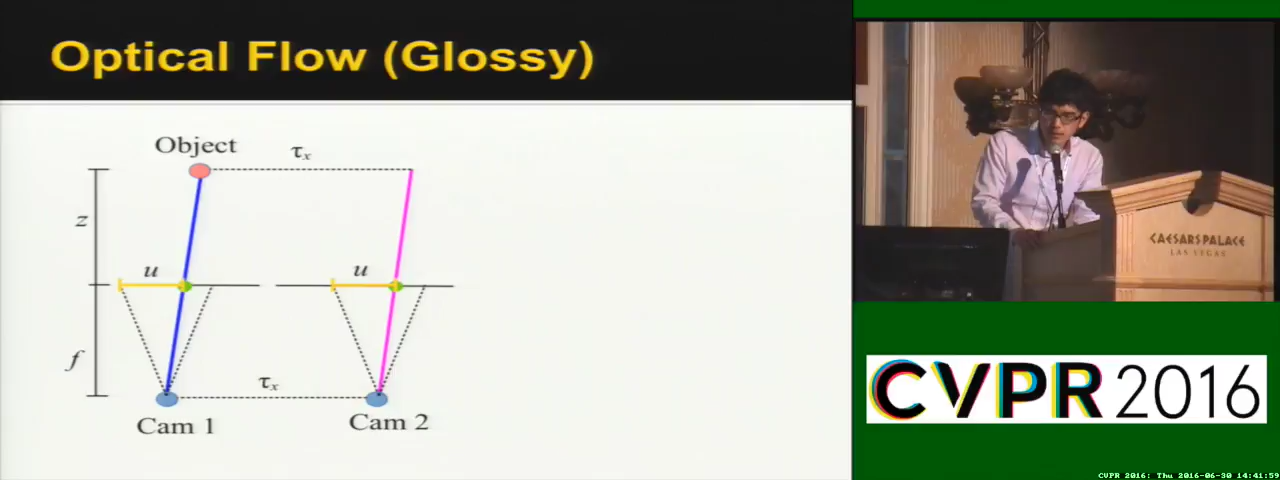 Optical Flow (Glossy)
Object
τx
z
u
u
f
τx
Cam 1
Cam 2
CAESARS PALACE
LAS VEGAS
CVPR 2016
CVPR 2016: Thu 2016-06-30 14:41:59